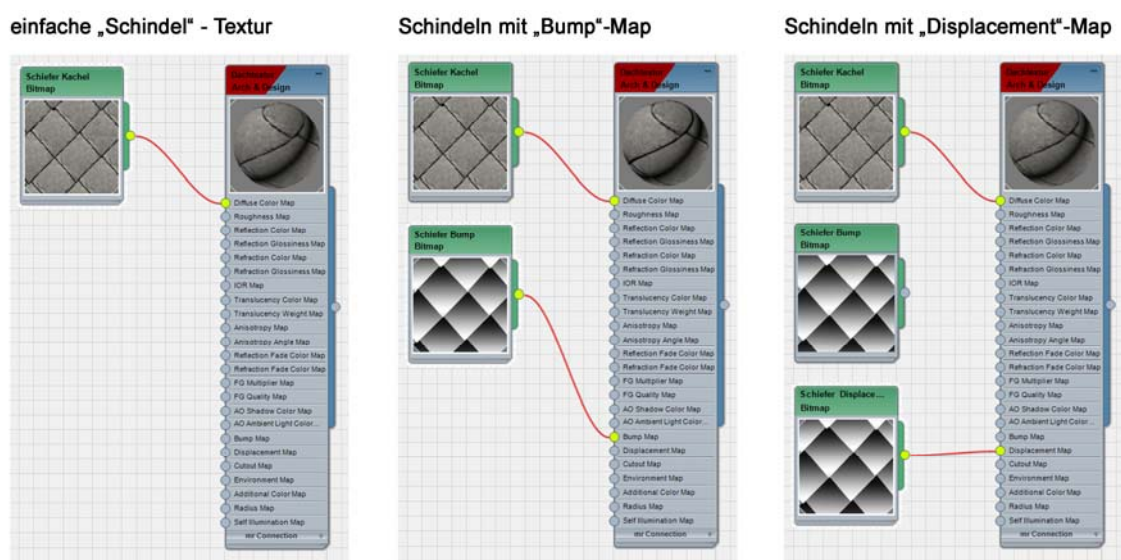 einfache „Schindel“ - Textur
Schiefer Kachel
Bitmap
Dachtextur
Arch & Design
Diffuse Color Map
Roughness Map
Reflection Color Map
Reflection Glossiness Map
Refraction Color Map
Refraction Glossiness Map
IOR Map
Translucency Color Map
Translucency Weight Map
Anisotropy Map
Anisotropy Angle Map
Reflection Fade Color Map
Refraction Fade Color Map
FG Multiplier Map
FG Quality Map
AO Shadow Color Map
AO Ambient Light Color...
Bump Map
Displacement Map
Cutout Map
Environment Map
Additional Color Map
Radius Map
Self Illumination Map
mr Connection
Schindeln mit „Bump“-Map
Schiefer Kachel
Bitmap
Schiefer Bump
Bitmap
Dachtextur
Arch & Design
Diffuse Color Map
Roughness Map
Reflection Color Map
Reflection Glossiness Map
Refraction Color Map
Refraction Glossiness Map
IOR Map
Translucency Color Map
Translucency Weight Map
Anisotropy Map
Anisotropy Angle Map
Reflection Fade Color Map
Refraction Fade Color Map
FG Multiplier Map
FG Quality Map
AO Shadow Color Map
AO Ambient Light Color...
Bump Map
Displacement Map
Cutout Map
Environment Map
Additional Color Map
Radius Map
Self Illumination Map
mr Connection
Schindeln mit „Displacement“-Map
Schiefer Kachel
Bitmap
Schiefer Bump
Bitmap
Schiefer Displace...
Bitmap
Dachtextur
Arch & Design
Diffuse Color Map
Roughness Map
Reflection Color Map
Reflection Glossiness Map
Refraction Color Map
Refraction Glossiness Map
IOR Map
Translucency Color Map
Translucency Weight Map
Anisotropy Map
Anisotropy Angle Map
Reflection Fade Color Map
Refraction Fade Color Map
FG Multiplier Map
FG Quality Map
AO Shadow Color Map
AO Ambient Light Color...
Bump Map
Displacement Map
Cutout Map
Environment Map
Additional Color Map
Radius Map
Self Illumination Map
mr Connection